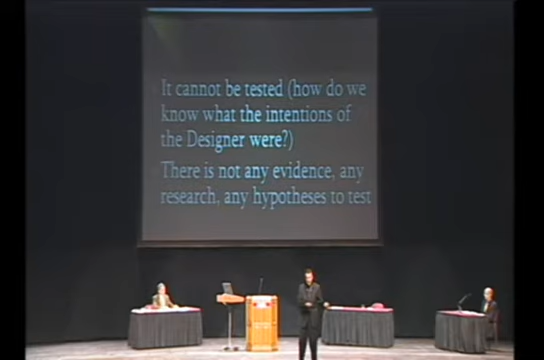 It cannot be tested (how do we
know what the intentions of
the Designer were?)
There is not any evidence, any
research, any hypotheses to test